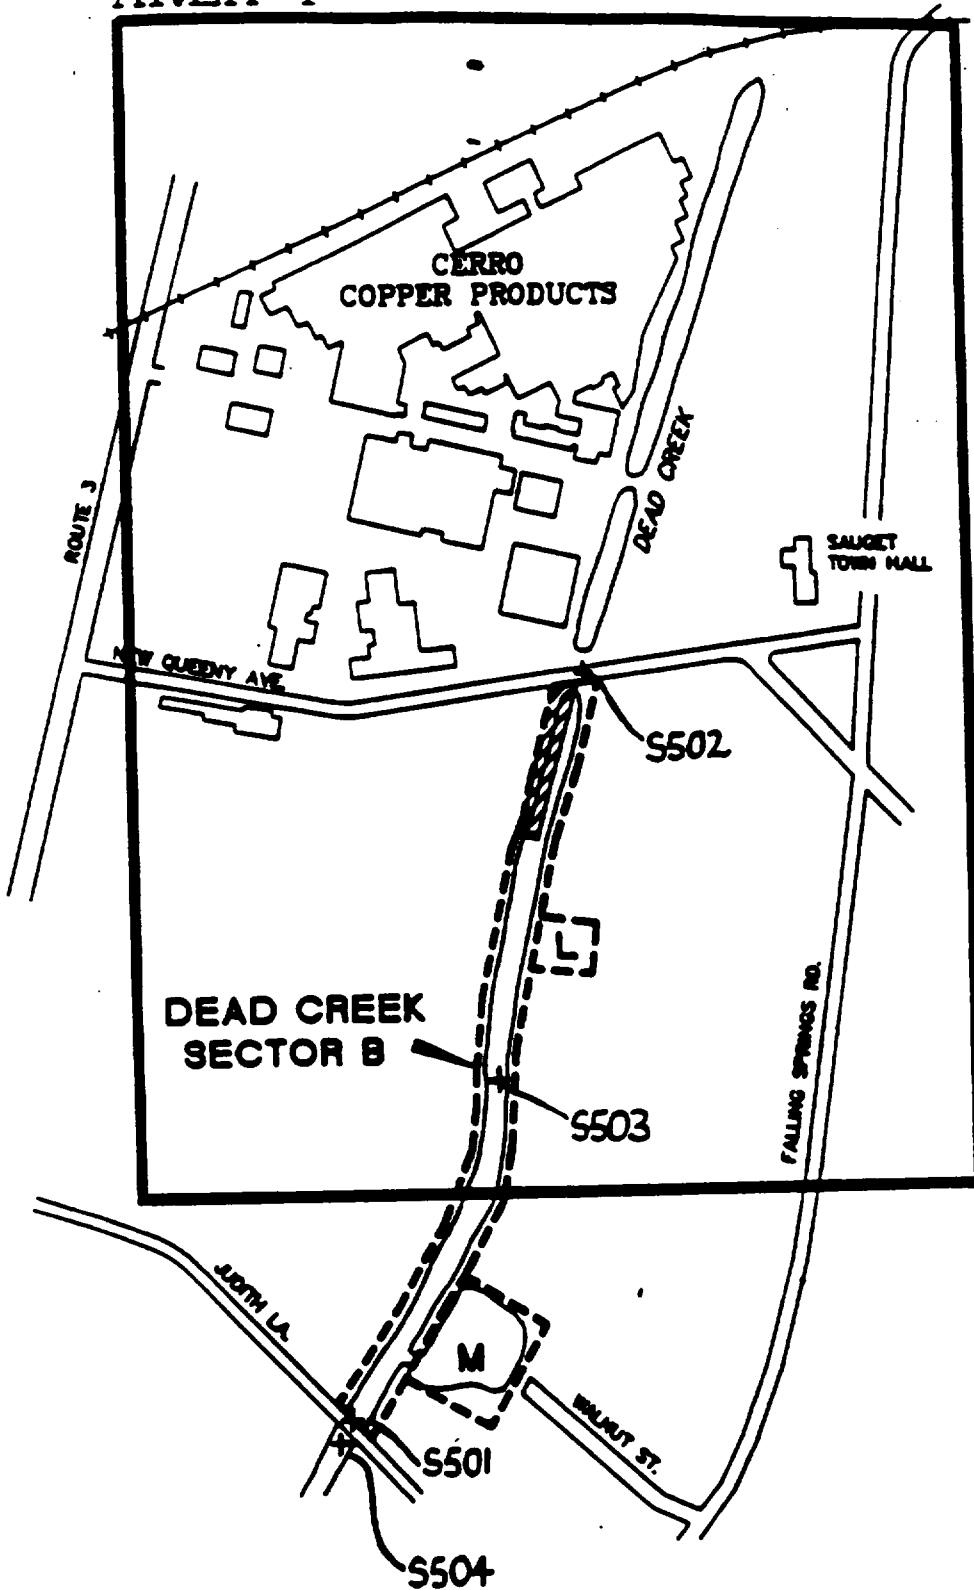 CERRO
COPPER PRODUCTS
DEAD CREEK
ROUTE 3
SAUGET
TOWN HALL
NEW QUEENY AVE.
S502
L
DEAD CREEK
SECTOR B
S503
FALLING SPRINGS RD.
JUDITH LA.
M
WALNUT ST.
S501
S504